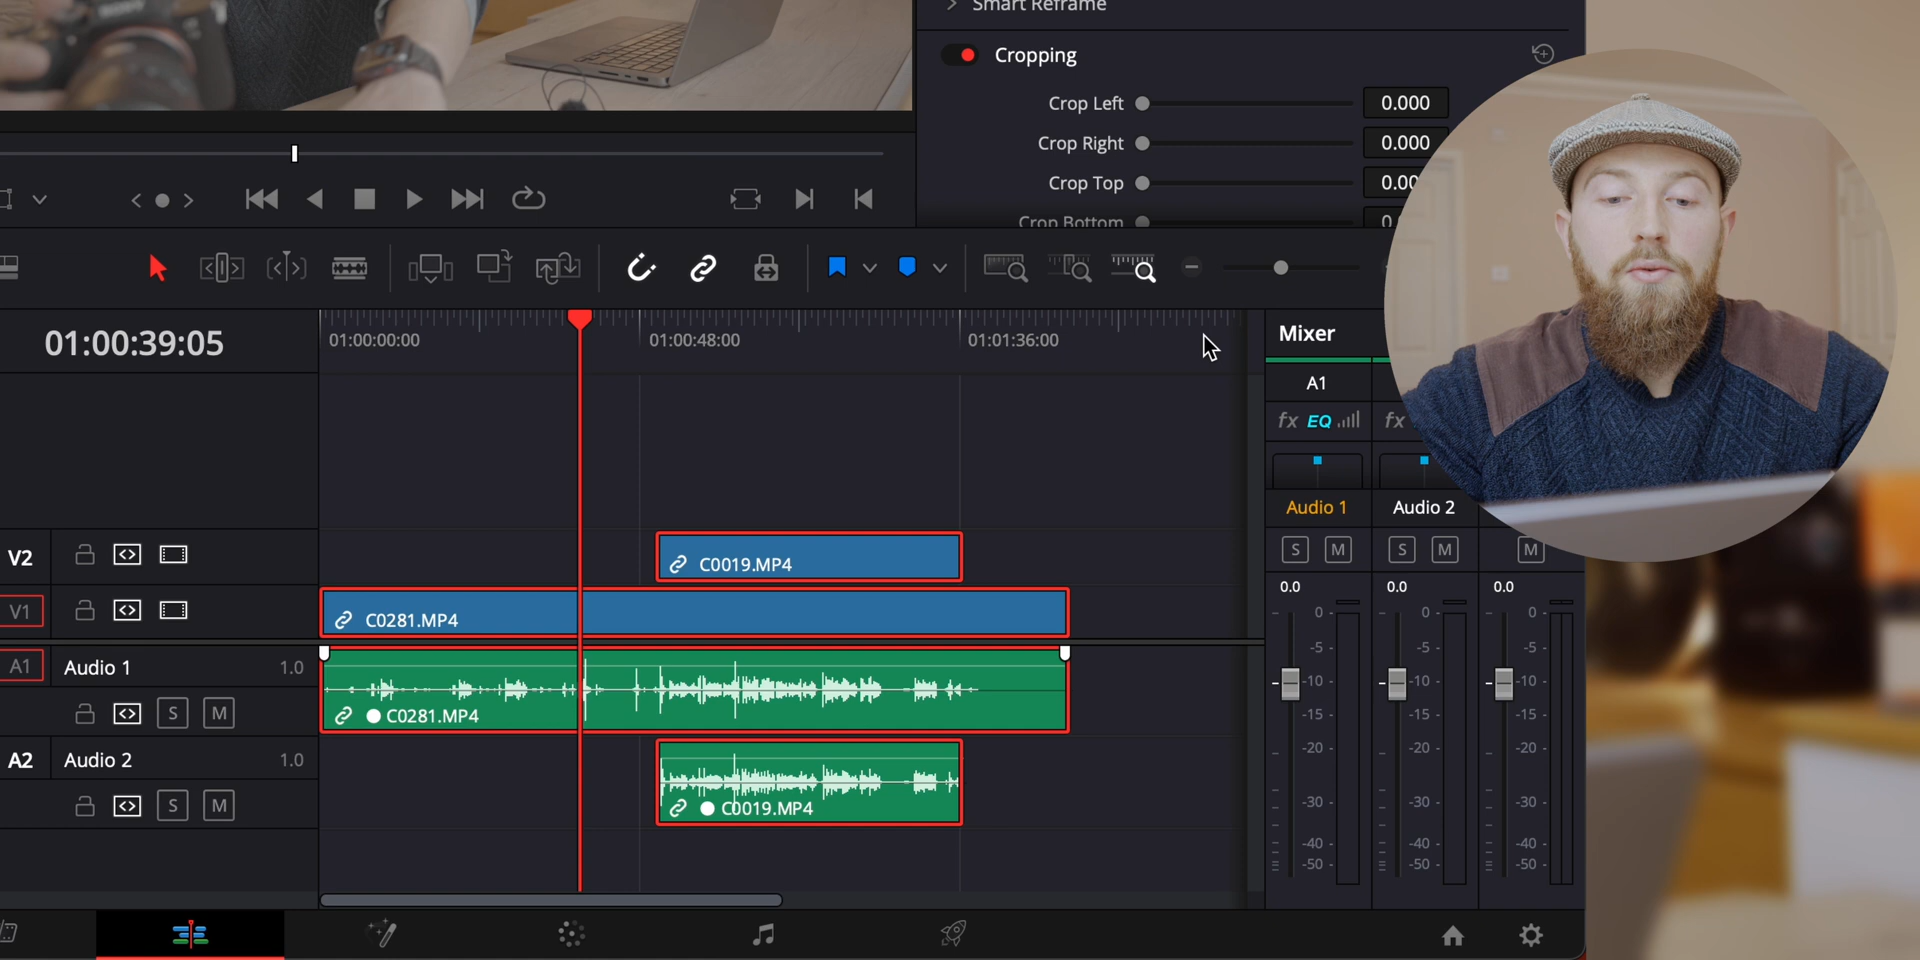 Smart Reframe
Cropping
Crop Left 0.000
Crop Right 0.000
Crop Top 0.00
Crop Bottom 0.
01:00:39:05
01:00:00:00
01:00:48:00
01:01:36:00
Mixer
A1
fx EQ fx
Audio 1 Audio 2
S M S M M
0.0 0.0 0.0
0 0 0
-5 -5 -5
-10 -10 -10
-15 -15 -15
-20 -20 -20
-30 -30 -30
-40 -40 -40
-50 -50 -50
V2
C0019.MP4
V1
C0281.MP4
A1 Audio 1 1.0
S M
C0281.MP4
A2 Audio 2 1.0
S M
C0019.MP4